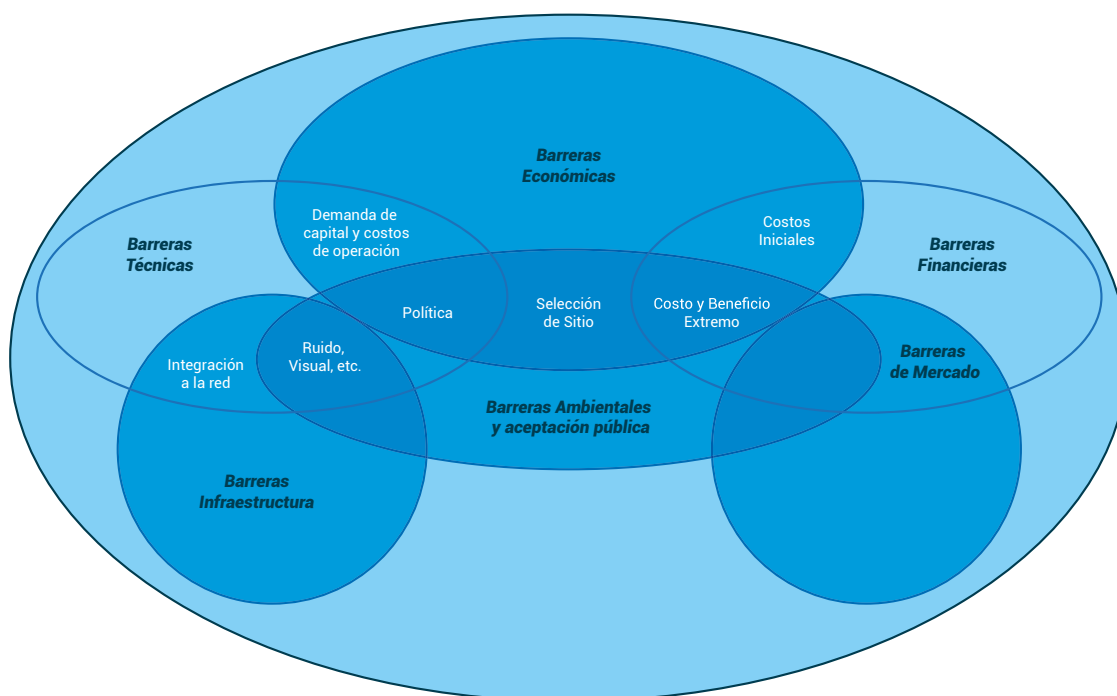 Barreras
Económicas
Demanda de
capital y costos
de operación
Costos
Iniciales
Barreras
Técnicas
Barreras
Financieras
Política
Selección
de Sitio
Costo y Beneficio
Extremo
Integración
a la red
Ruido,
Visual, etc.
Barreras
de Mercado
Barreras Ambientales
y aceptación pública
Barreras
Infraestructura